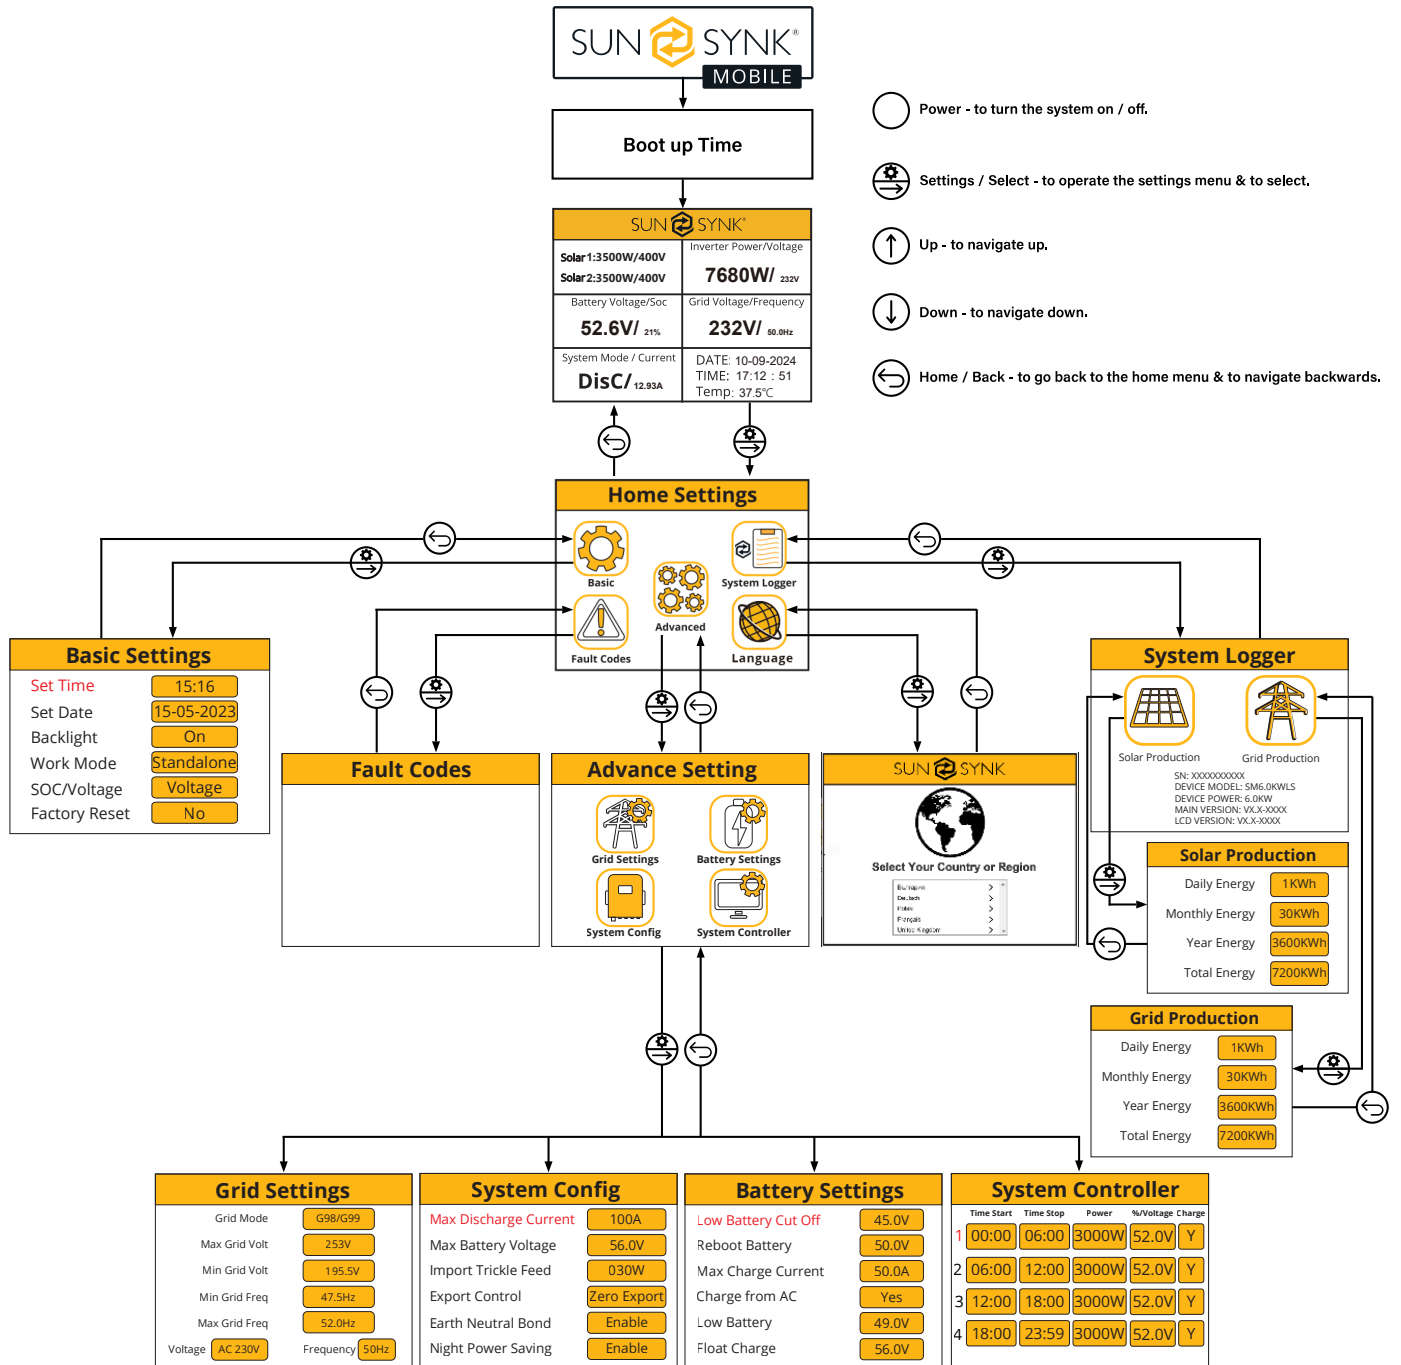 SUN SYNK®
MOBILE
Boot up Time
Power - to turn the system on / off.
Settings / Select - to operate the settings menu & to select.
Up - to navigate up.
Down - to navigate down.
Home / Back - to go back to the home menu & to navigate backwards.
SUN SYNK®
Solar1:3500W/400V
Solar2:3500W/400V
Inverter Power/Voltage
7680W/ 232V
Battery Voltage/Soc
52.6V/ 21%
Grid Voltage/Frequency
232V/ 50.0Hz
System Mode / Current
DisC/ 12.93A
DATE: 10-09-2024
TIME: 17:12 : 51
Temp: 37.5°C
Home Settings
Basic
System Logger
Advanced
Fault Codes
Language
Basic Settings
Set Time 15:16
Set Date 15-05-2023
Backlight On
Work Mode Standalone
SOC/Voltage Voltage
Factory Reset No
Fault Codes
Advance Setting
Grid Settings
Battery Settings
System Config
System Controller
SUN SYNK
Select Your Country or Region
Deutsch >
Français >
United Kingdom >
System Logger
Solar Production
Grid Production
SN: XXXXXXXXXX
DEVICE MODEL: SM6.0KWLS
DEVICE POWER: 6.0KW
MAIN VERSION: VX.X-XXXX
LCD VERSION: VX.X-XXXX
Solar Production
Daily Energy 1KWh
Monthly Energy 30KWh
Year Energy 3600KWh
Total Energy 7200KWh
Grid Production
Daily Energy 1KWh
Monthly Energy 30KWh
Year Energy 3600KWh
Total Energy 7200KWh
Grid Settings
Grid Mode G98/G99
Max Grid Volt 253V
Min Grid Volt 195.5V
Min Grid Freq 47.5Hz
Max Grid Freq 52.0Hz
Voltage AC 230V Frequency 50Hz
System Config
Max Discharge Current 100A
Max Battery Voltage 56.0V
Import Trickle Feed 030W
Export Control Zero Export
Earth Neutral Bond Enable
Night Power Saving Enable
Battery Settings
Low Battery Cut Off 45.0V
Reboot Battery 50.0V
Max Charge Current 50.0A
Charge from AC Yes
Low Battery 49.0V
Float Charge 56.0V
System Controller
Time Start Time Stop Power %/Voltage Charge
1 00:00 06:00 3000W 52.0V Y
2 06:00 12:00 3000W 52.0V Y
3 12:00 18:00 3000W 52.0V Y
4 18:00 23:59 3000W 52.0V Y